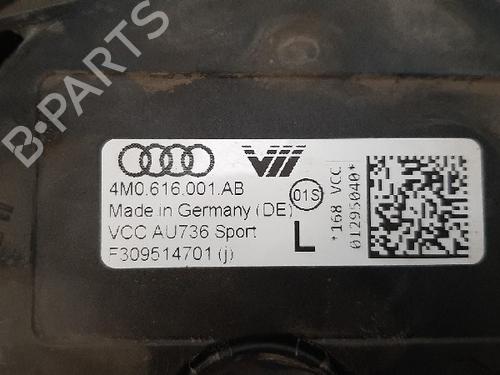 B-PARTS
4M0.616.001.AB
Made in Germany (DE)
01S
VCC AU736 Sport
F309514701 (j)
L
*168 VCC
01295040*